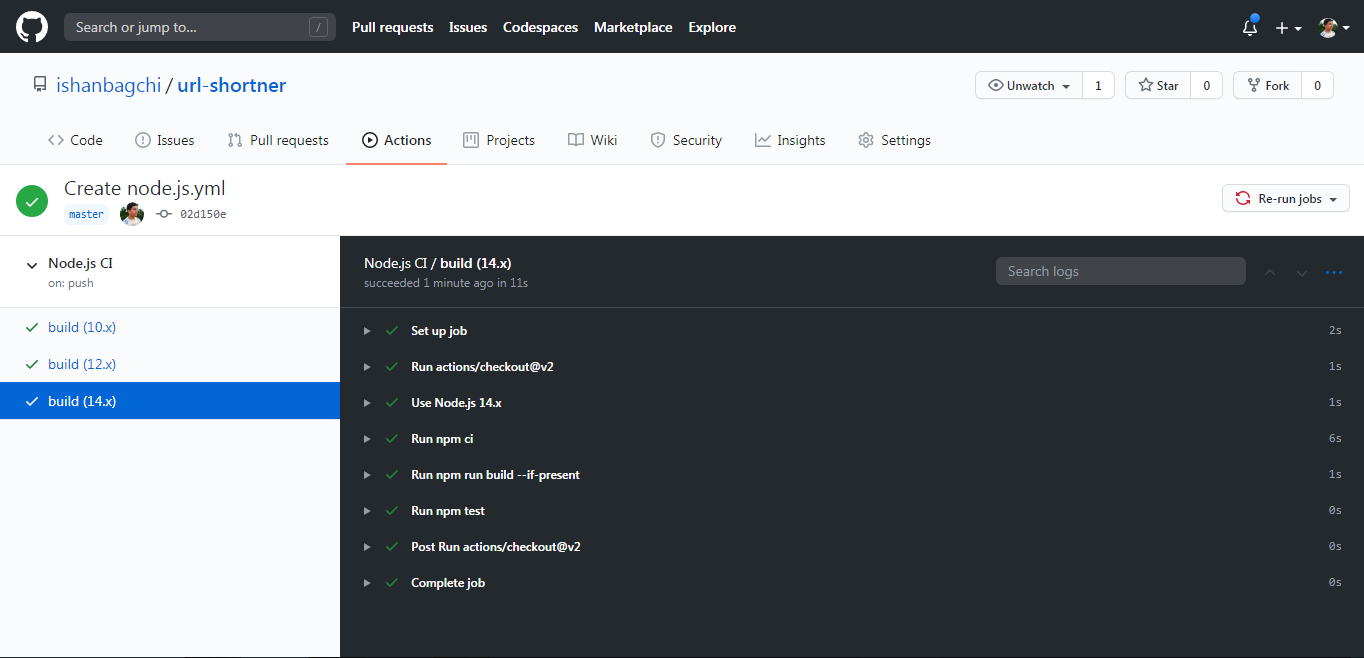 Search or jump to... /
Pull requests Issues Codespaces Marketplace Explore
ishanbagchi / url-shortner
Unwatch 1 Star 0 Fork 0
Code Issues Pull requests Actions Projects Wiki Security Insights Settings
Create node.js.yml
master 02d150e
Re-run jobs
Node.js CI
on: push
build (10.x)
build (12.x)
build (14.x)
Node.js CI / build (14.x)
succeeded 1 minute ago in 11s
Search logs
Set up job 2s
Run actions/checkout@v2 1s
Use Node.js 14.x 1s
Run npm ci 6s
Run npm run build --if-present 1s
Run npm test 0s
Post Run actions/checkout@v2 0s
Complete job 0s